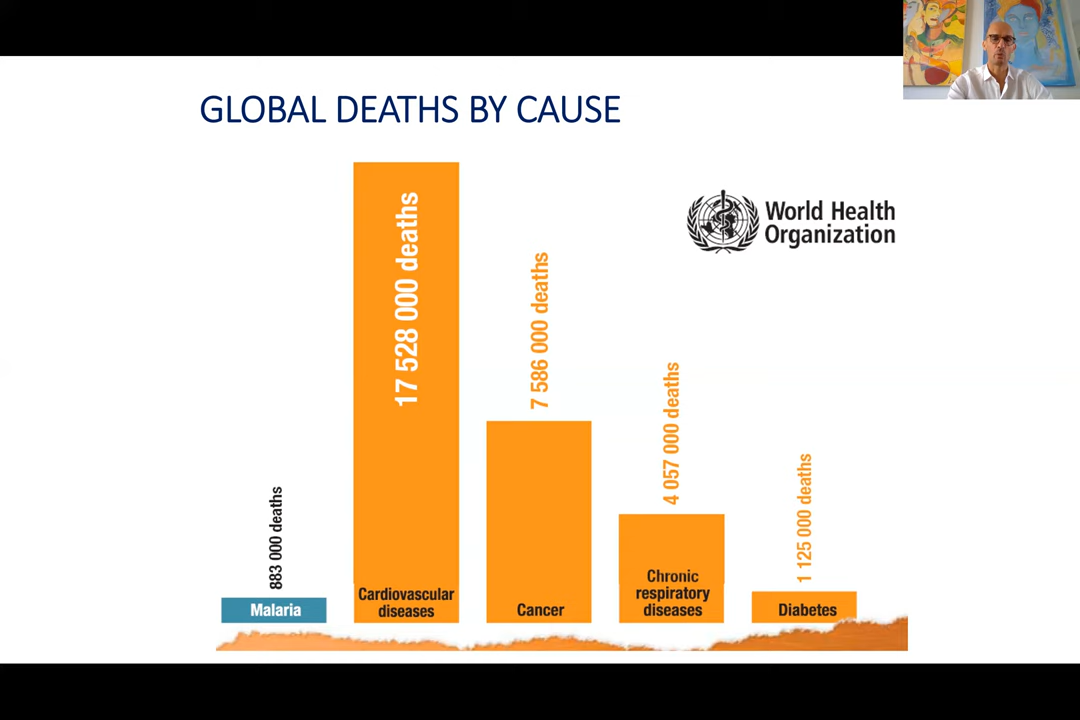 GLOBAL DEATHS BY CAUSE
World Health
Organization
883 000 deaths
Malaria
17 528 000 deaths
Cardiovascular
diseases
7 586 000 deaths
Cancer
4 057 000 deaths
Chronic
respiratory
diseases
1 125 000 deaths
Diabetes